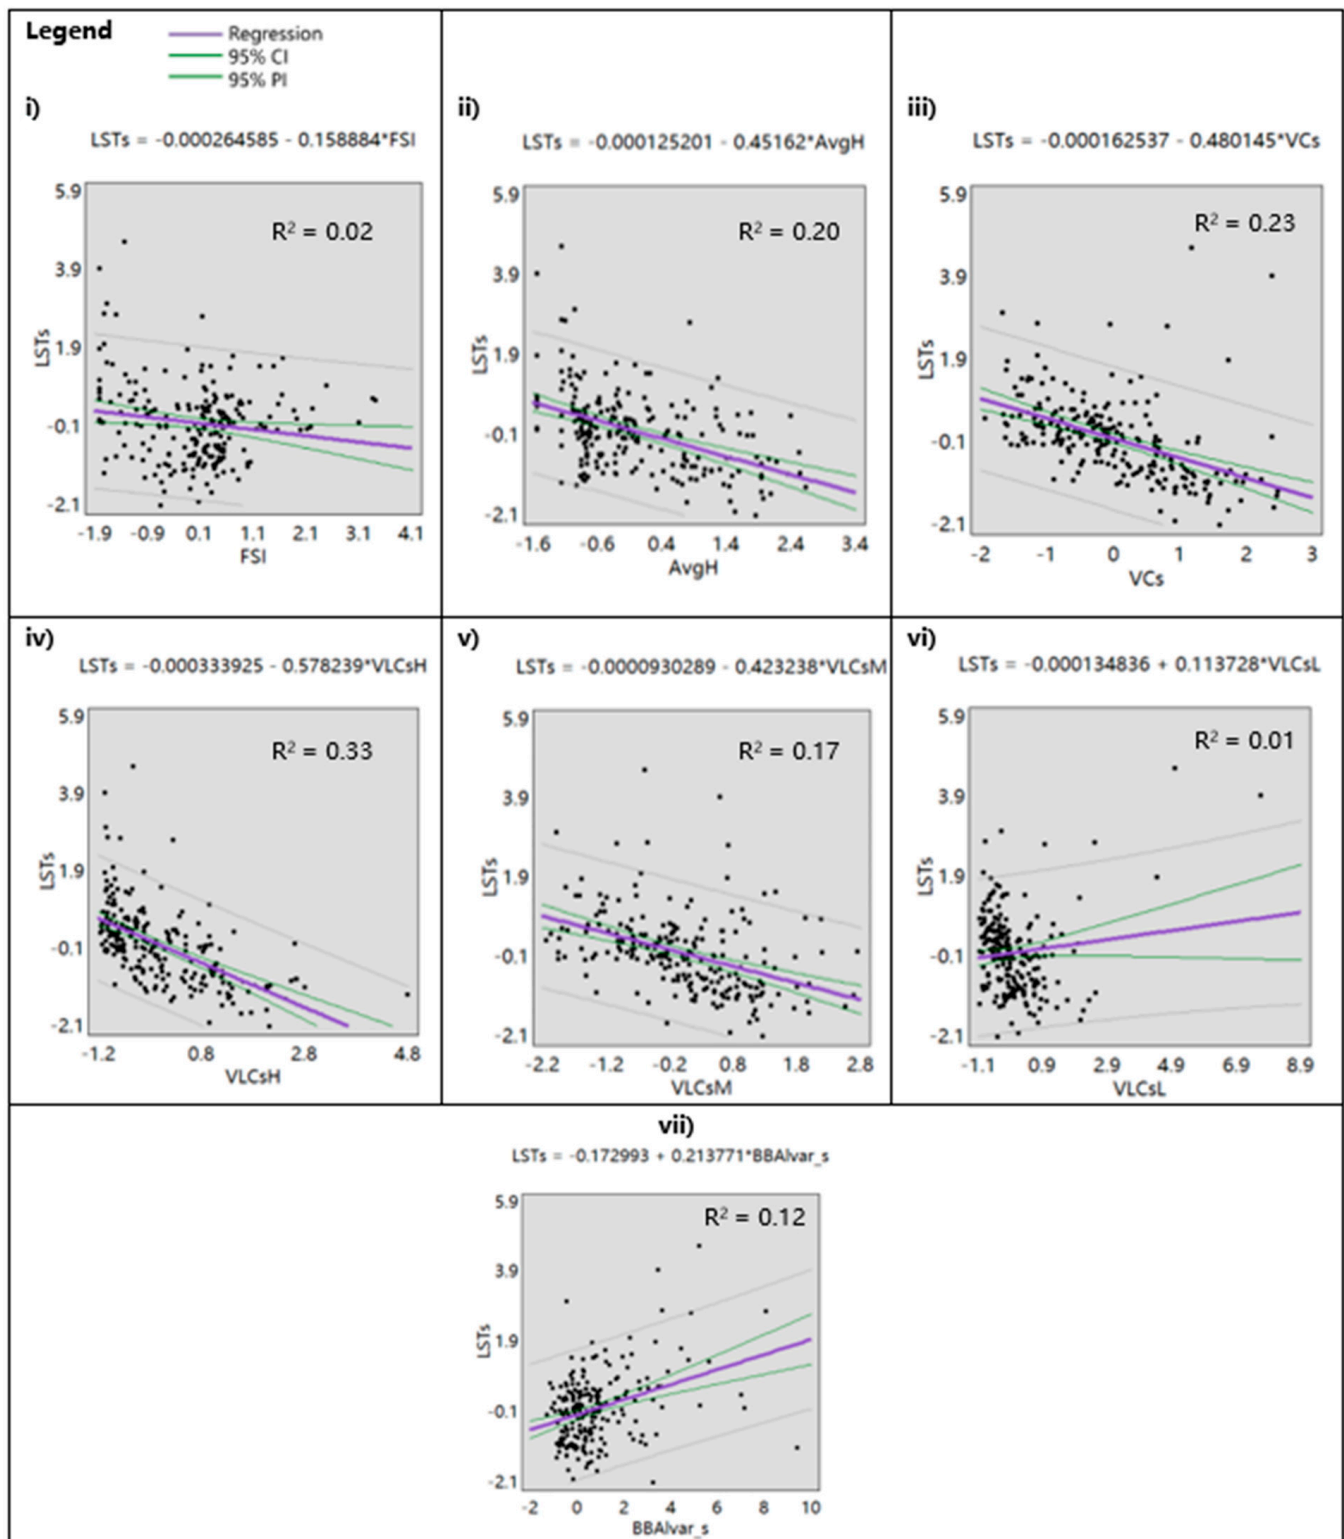 Legend
Regression
95% CI
95% PI
i)
LSTs = -0.000264585 - 0.158884*FSI
R² = 0.02
5.9
3.9
1.9
-0.1
-2.1
LSTs
-1.9 -0.9 0.1 1.1 2.1 3.1 4.1
FSI
ii)
LSTs = -0.000125201 - 0.45162*AvgH
R² = 0.20
5.9
3.9
1.9
-0.1
-2.1
LSTs
-1.6 -0.6 0.4 1.4 2.4 3.4
AvgH
iii)
LSTs = -0.000162537 - 0.480145*VCs
R² = 0.23
5.9
3.9
1.9
-0.1
-2.1
LSTs
-2 -1 0 1 2 3
VCs
iv)
LSTs = -0.000333925 - 0.578239*VLCsH
R² = 0.33
5.9
3.9
1.9
-0.1
-2.1
LSTs
-1.2 0.8 2.8 4.8
VLCsH
v)
LSTs = -0.0000930289 - 0.423238*VLCsM
R² = 0.17
5.9
3.9
1.9
-0.1
-2.1
LSTs
-2.2 -1.2 -0.2 0.8 1.8 2.8
VLCsM
vi)
LSTs = -0.000134836 + 0.113728*VLCsL
R² = 0.01
5.9
3.9
1.9
-0.1
-2.1
LSTs
-1.1 0.9 2.9 4.9 6.9 8.9
VLCsL
vii)
LSTs = -0.172993 + 0.213771*BBAlvar_s
R² = 0.12
5.9
3.9
1.9
-0.1
-2.1
LSTs
-2 0 2 4 6 8 10
BBAlvar_s